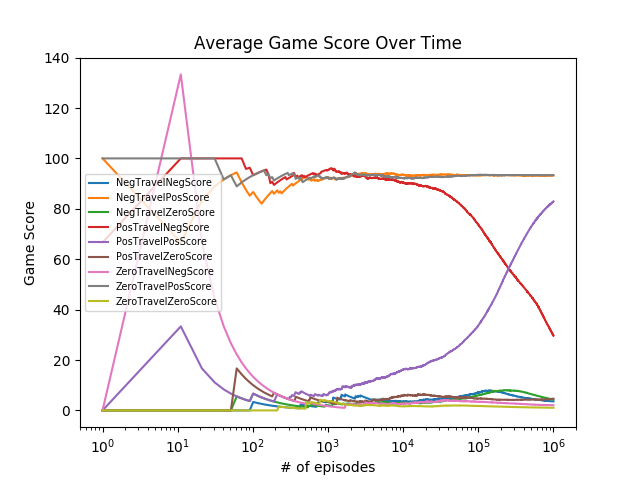 Average Game Score Over Time
Game Score
140
120
100
80
60
40
20
0
NegTravelNegScore
NegTravelPosScore
NegTravelZeroScore
PosTravelNegScore
PosTravelPosScore
PosTravelZeroScore
ZeroTravelNegScore
ZeroTravelPosScore
ZeroTravelZeroScore
10⁰ 10¹ 10² 10³ 10⁴ 10⁵ 10⁶
# of episodes